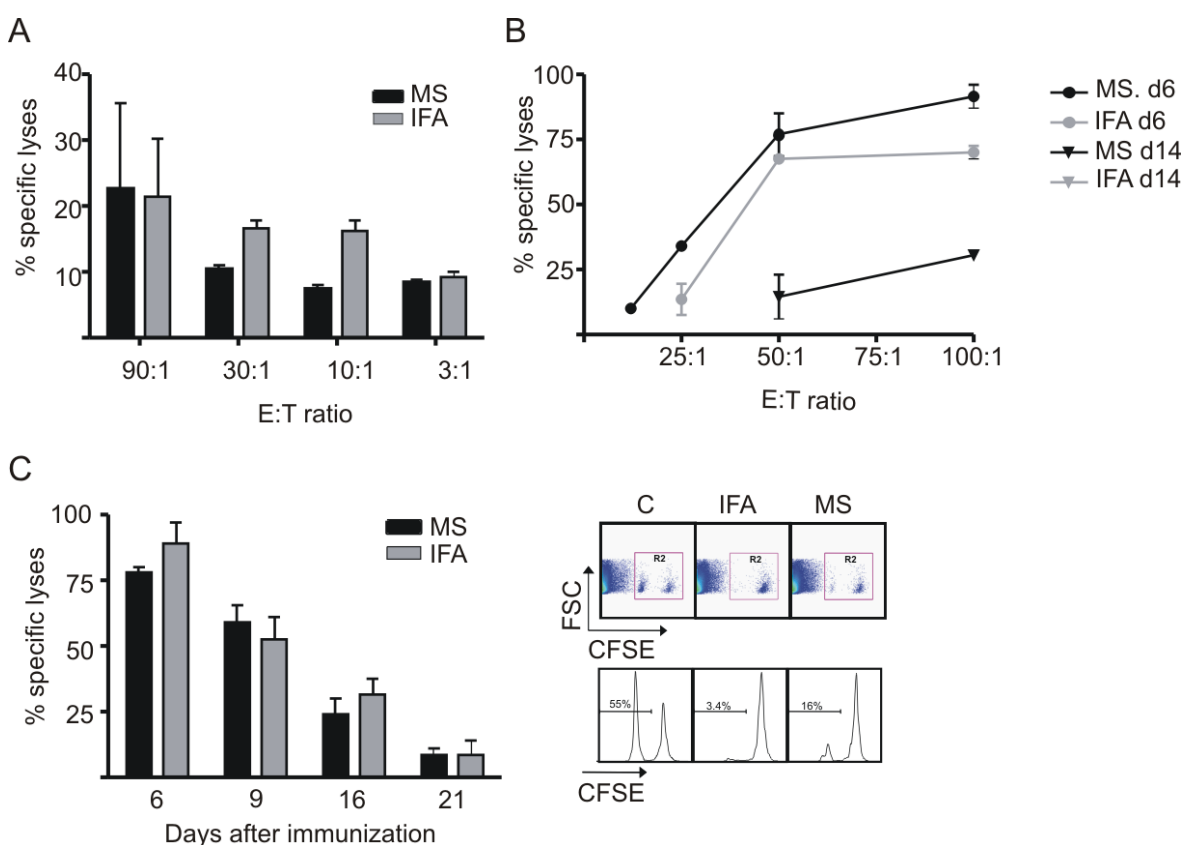 A
% specific lyses
40
30
20
10
MS
IFA
90:1
30:1
10:1
3:1
E:T ratio
B
% specific lyses
100
75
50
25
25:1
50:1
75:1
100:1
E:T ratio
MS. d6
IFA d6
MS d14
IFA d14
C
% specific lyses
100
75
50
25
MS
IFA
6
9
16
21
Days after immunization
C
IFA
MS
R2
R2
R2
FSC
CFSE
55%
3.4%
16%
CFSE